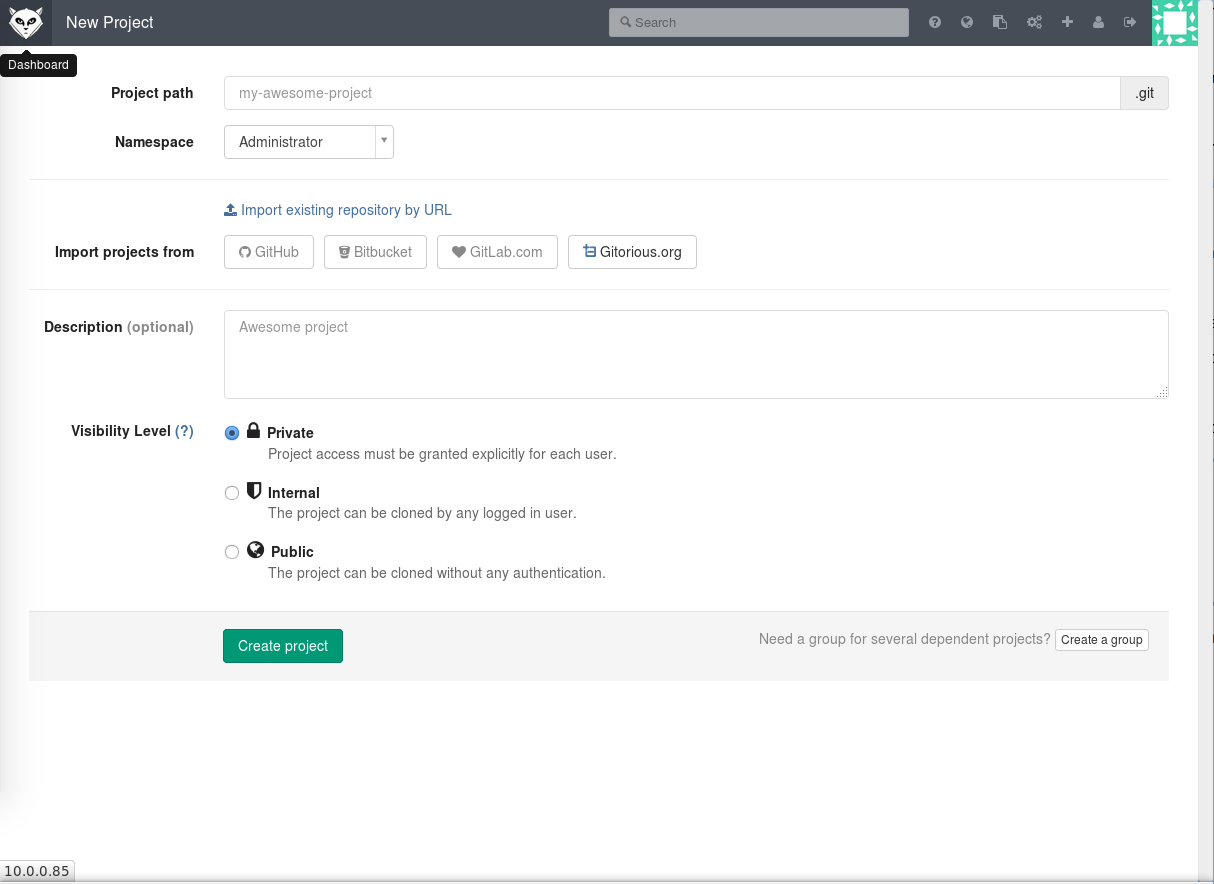 New Project
Search
Dashboard
Project path
my-awesome-project
.git
Namespace
Administrator
Import existing repository by URL
Import projects from
GitHub
Bitbucket
GitLab.com
Gitorious.org
Description (optional)
Awesome project
Visibility Level (?)
Private
Project access must be granted explicitly for each user.
Internal
The project can be cloned by any logged in user.
Public
The project can be cloned without any authentication.
Create project
Need a group for several dependent projects?
Create a group
10.0.0.85